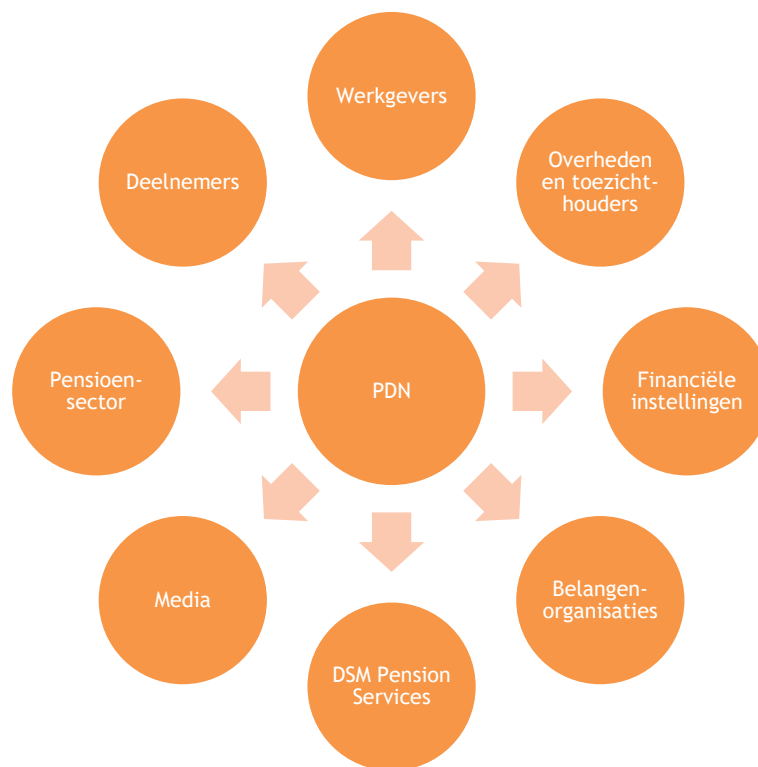 Werkgevers
Overheden
en toezicht-
houders
Deelnemers
Financiële
instellingen
Pensioen-
sector
PDN
Belangen-
organisaties
Media
DSM Pension
Services